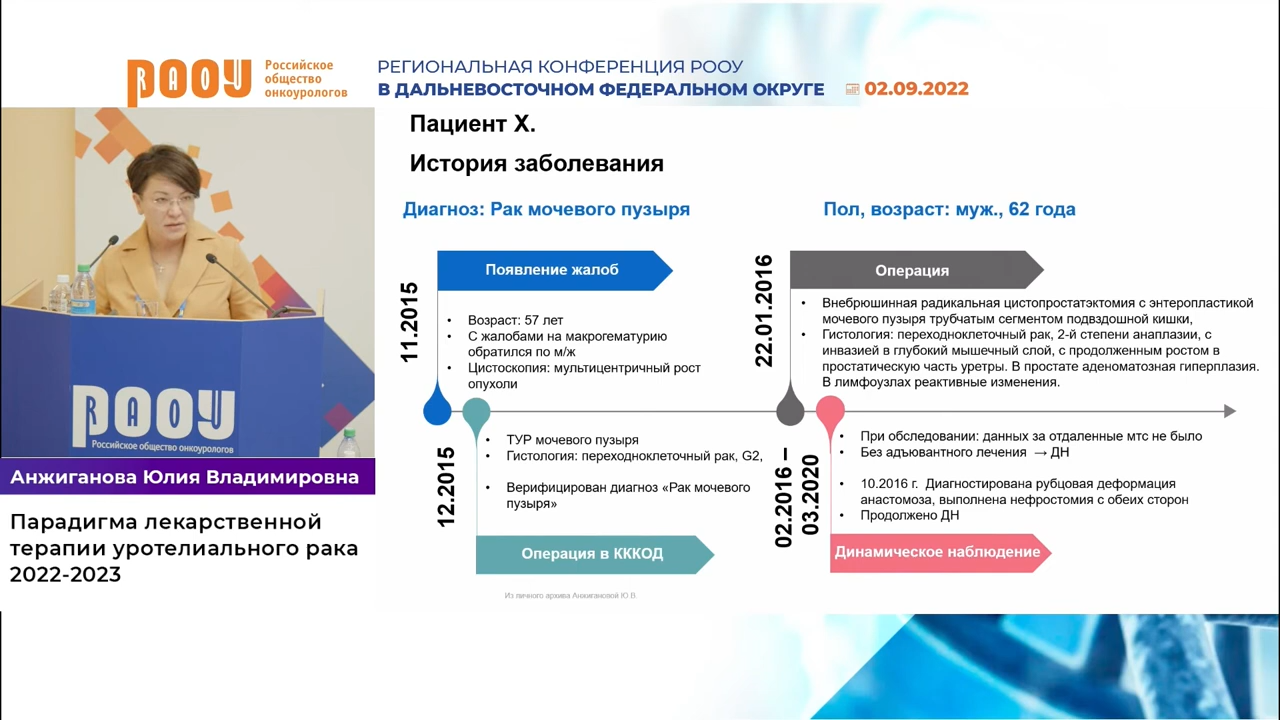 РООУ
RAOU
Российское
общество
онкоурологов
РЕГИОНАЛЬНАЯ КОНФЕРЕНЦИЯ РООУ
В ДАЛЬНЕВОСТОЧНОМ ФЕДЕРАЛЬНОМ ОКРУГЕ
02.09.2022
RAOU
Российское общество онкоурологов
Анжиганова Юлия Владимировна
Парадигма лекарственной
терапии уротелиального рака
2022-2023
Пациент Х.
История заболевания
Диагноз: Рак мочевого пузыря
Пол, возраст: муж., 62 года
11.2015
Появление жалоб
• Возраст: 57 лет
• С жалобами на макрогематурию
обратился по м/ж
• Цистоскопия: мультицентричный рост
опухоли
12.2015
• ТУР мочевого пузыря
• Гистология: переходноклеточный рак, G2,
• Верифицирован диагноз «Рак мочевого
пузыря»
Операция в КККОД
22.01.2016
Операция
• Внебрюшинная радикальная цистопростатэктомия с энтеропластикой
мочевого пузыря трубчатым сегментом подвздошной кишки,
• Гистология: переходноклеточный рак, 2-й степени анаплазии, с
инвазией в глубокий мышечный слой, с продолженным ростом в
простатическую часть уретры. В простате аденоматозная гиперплазия.
В лимфоузлах реактивные изменения.
02.2016 –
03.2020
• При обследовании: данных за отдаленные мтс не было
• Без адъювантного лечения → ДН
• 10.2016 г. Диагностирована рубцовая деформация
анастомоза, выполнена нефростомия с обеих сторон
• Продолжено ДН
Динамическое наблюдение
Из личного архива Анжигановой Ю.В.